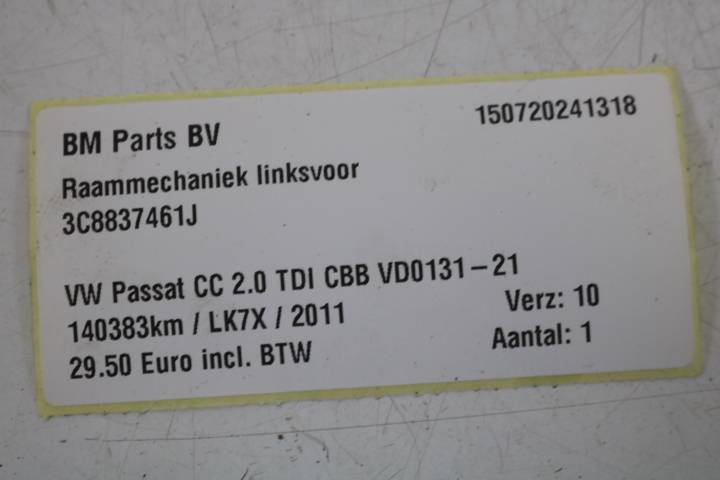 BM Parts BV
150720241318
Raammechaniek linksvoor
3C8837461J
VW Passat CC 2.0 TDI CBB VD0131-21
140383km / LK7X / 2011
Verz: 10
29.50 Euro incl. BTW
Aantal: 1